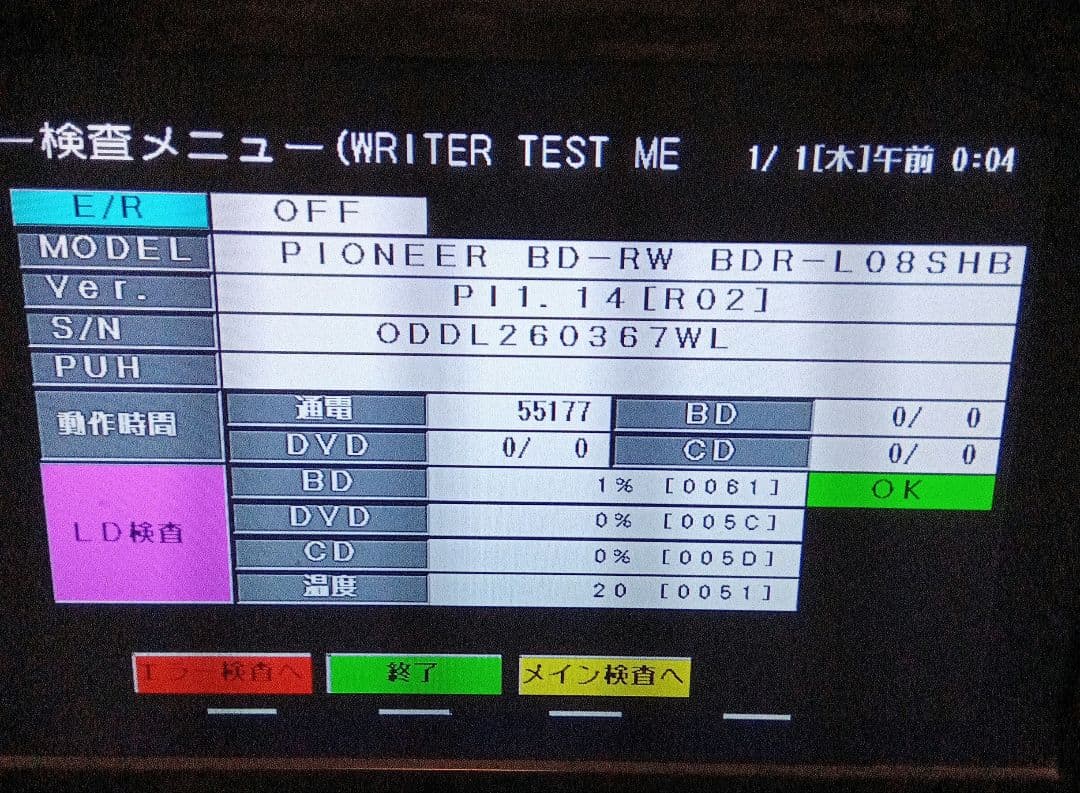 ー検査メニュー(WRITER TEST ME 1/ 1[木]午前 0:04
E/R OFF
MODEL PIONEER BD-RW BDR-L08SHB
Ver. PI1.14[R02]
S/N ODDL260367WL
PUH
動作時間 通電 55177 BD 0/ 0
DVD 0/ 0 CD 0/ 0
LD検査 BD 1% [0061] OK
DVD 0% [005C]
CD 0% [005D]
温度 20 [0051]
エラー検査へ 終了 メイン検査へ